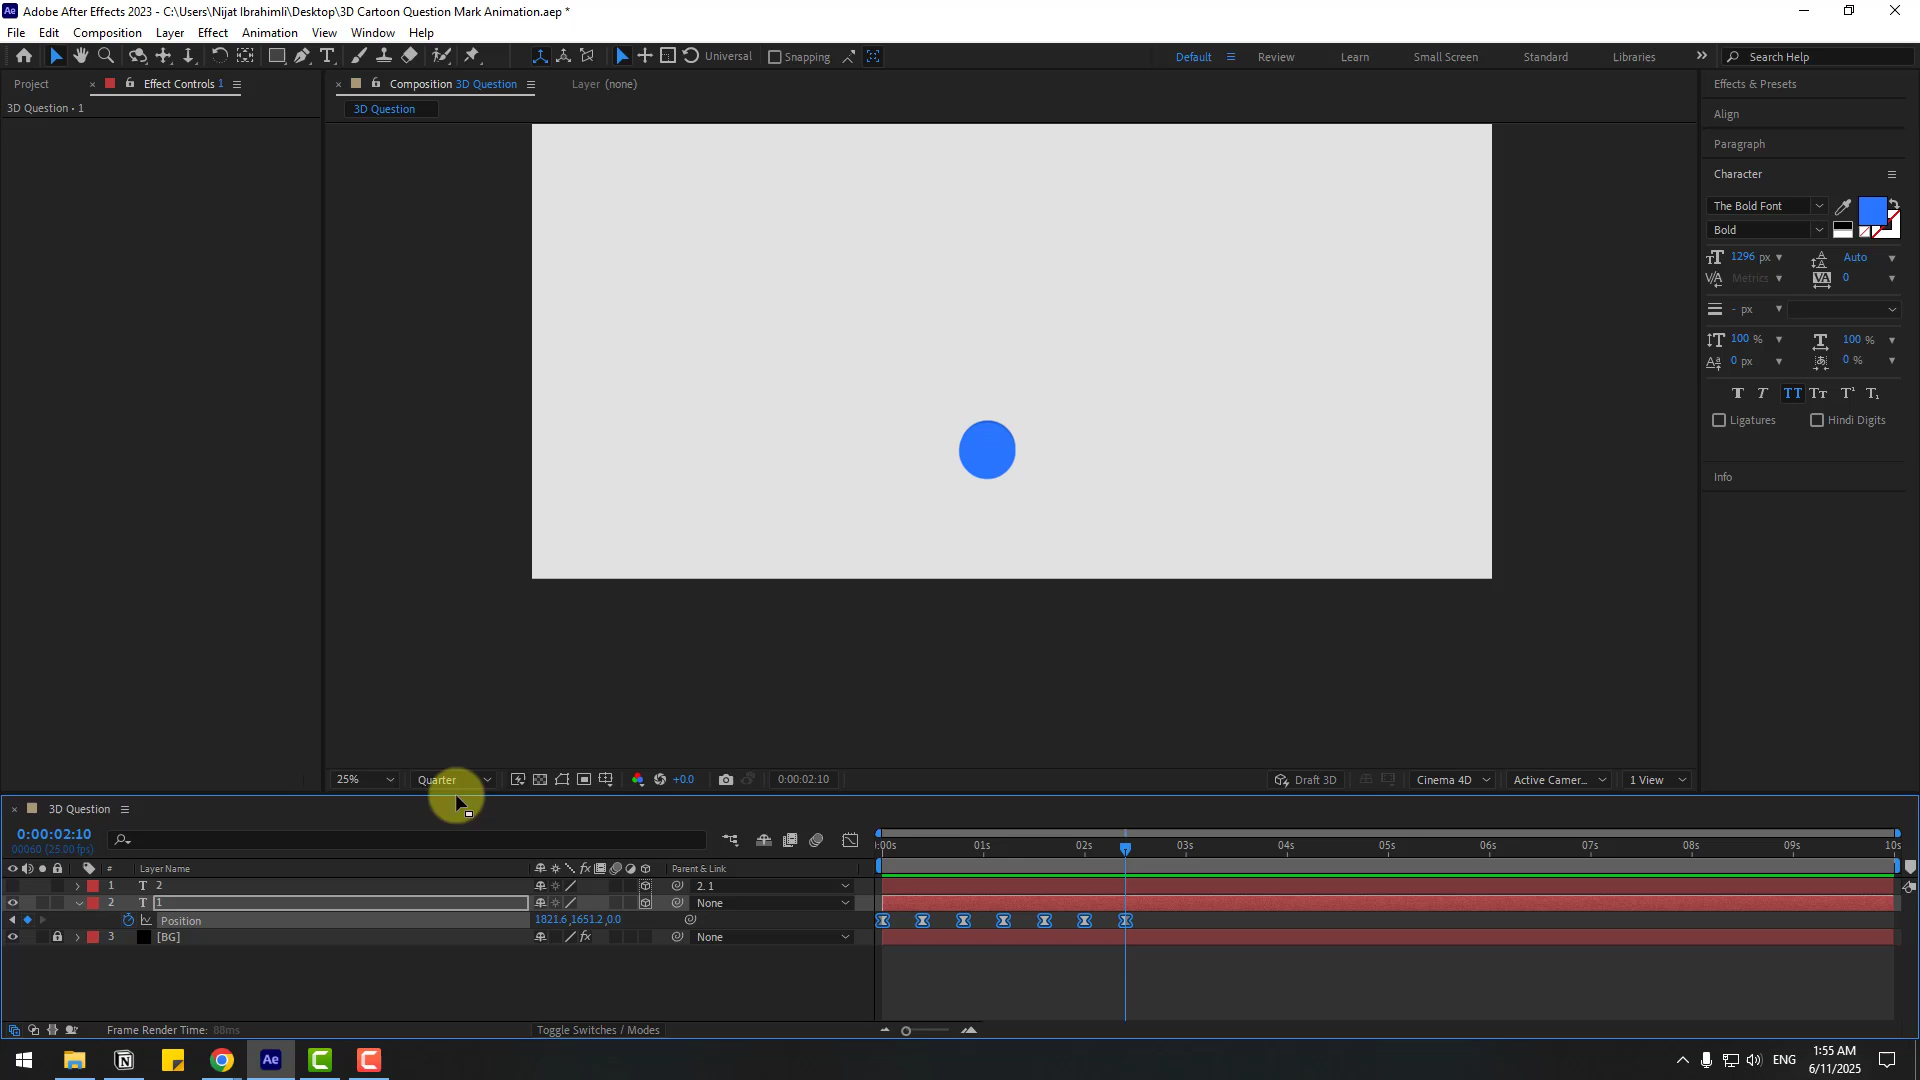 Ae Adobe After Effects 2023 - C:\Users\Nijat Ibrahimli\Desktop\3D Cartoon Question Mark Animation.aep *
File Edit Composition Layer Effect Animation View Window Help
Universal Snapping Default Review Learn Small Screen Standard Libraries Search Help
Project Effect Controls 1 Composition 3D Question Layer (none) Effects & Presets
3D Question • 1 3D Question
Align
Paragraph
Character
The Bold Font
Bold
1296 px Auto
Metrics 0
- px
100 % 100 %
0 px 0 %
Ligatures Hindi Digits
Info
25% Quarter +0.0 0:00:02:10 Draft 3D Cinema 4D Active Camer... 1 View
3D Question
0:00:02:10
00060 (25.00 fps)
:00s 01s 02s 03s 04s 05s 06s 07s 08s 09s 10s
# Layer Name Parent & Link
1 T 2 2. 1
2 T 1 None
Position 1821.6,1651.2,0.0
3 [BG] None
Frame Render Time: 88ms Toggle Switches / Modes
Ae ENG 1:55 AM
6/11/2025